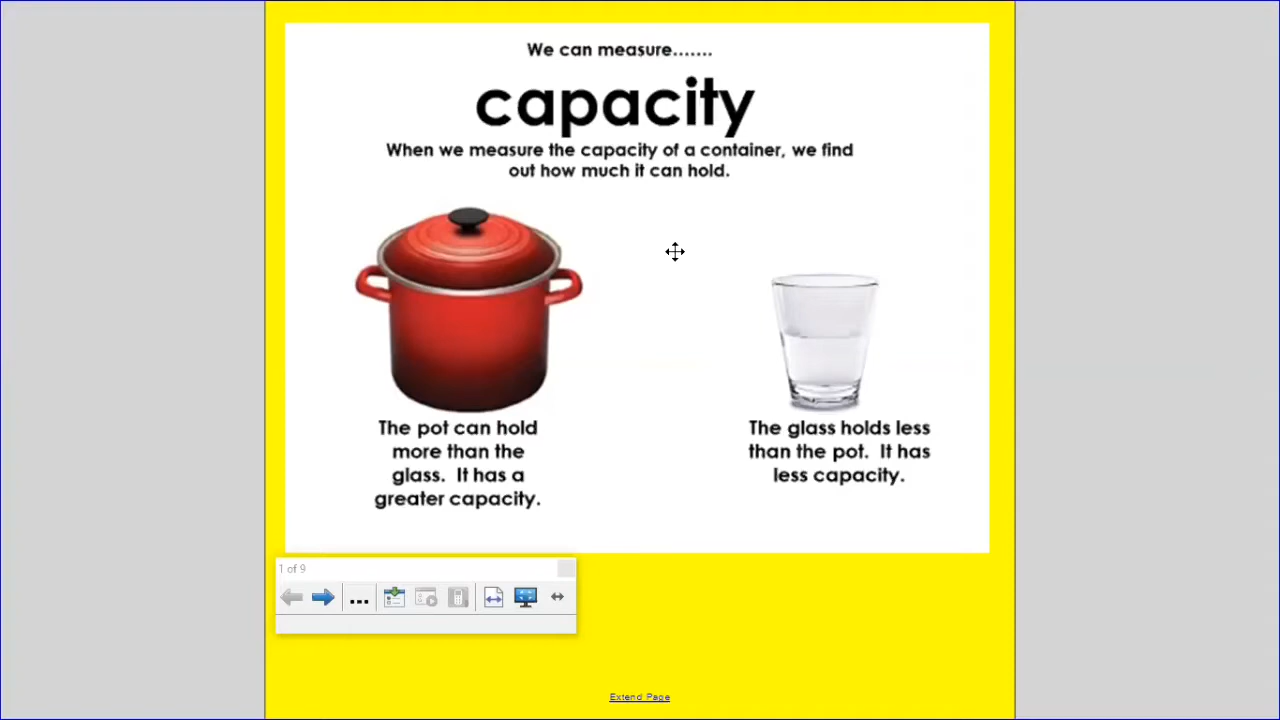 We can measure.......
capacity
When we measure the capacity of a container, we find
out how much it can hold.
The pot can hold
more than the
glass.  It has a
greater capacity.
The glass holds less
than the pot.  It has
less capacity.
1 of 9
...
Extend Page